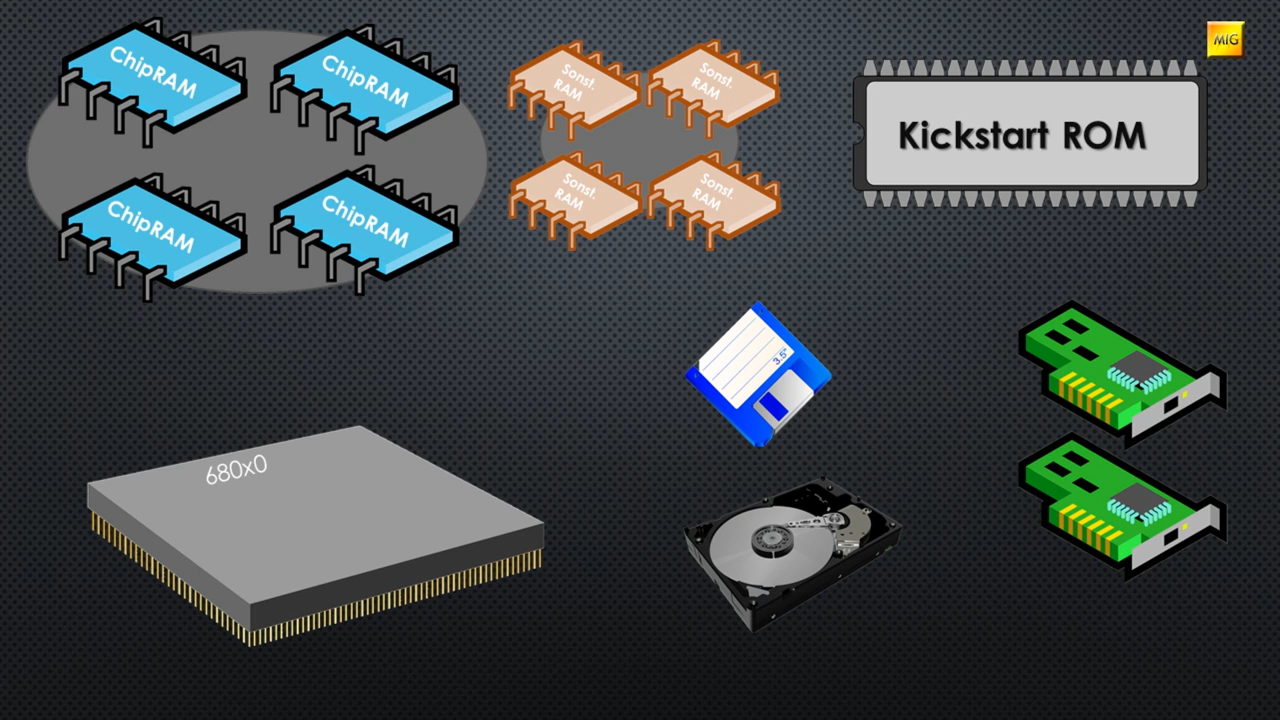 ChipRAM
ChipRAM
Sonst.
RAM
Sonst.
RAM
Kickstart ROM
MIG
ChipRAM
ChipRAM
Sonst.
RAM
Sonst.
RAM
3.5"
680x0